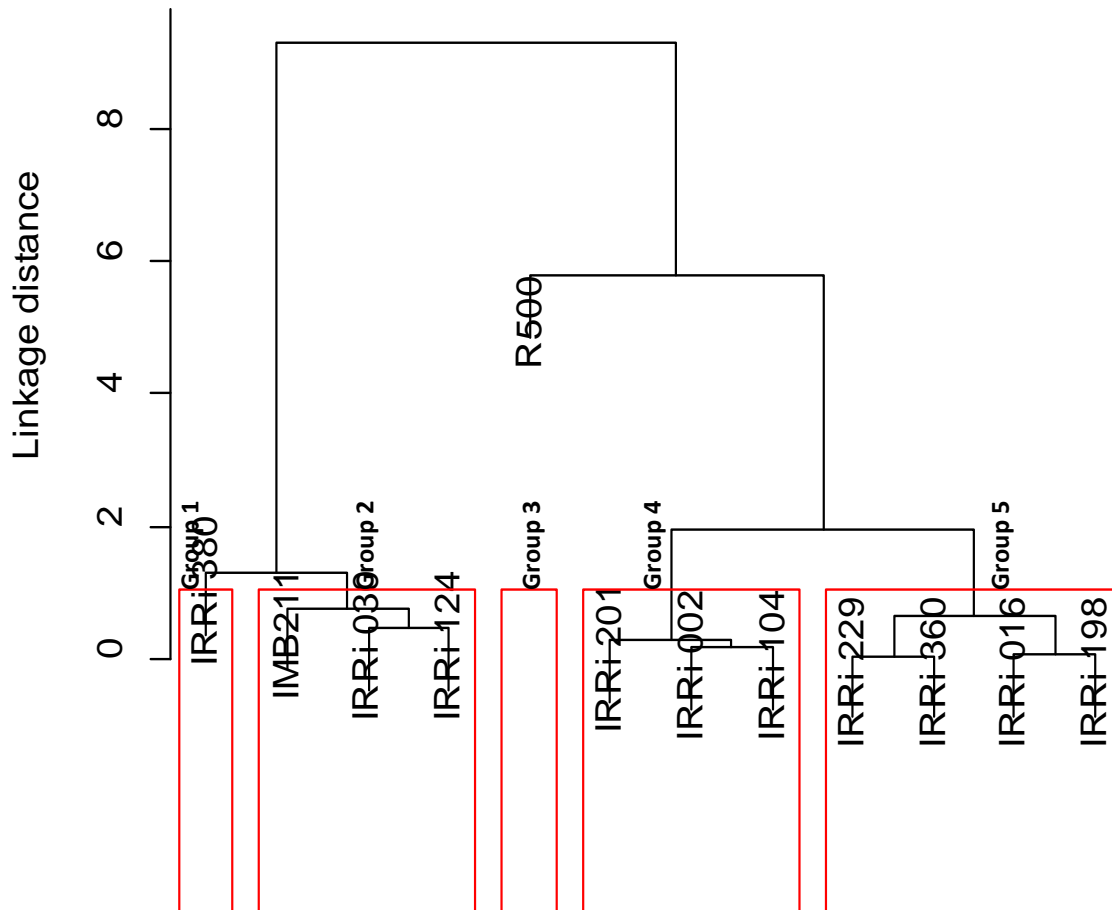 Linkage distance
8
6
4
2
0
Group 1
Group 2
Group 3
Group 4
Group 5
IRRi 380
IMB211
IRRi 039
IRRi 124
R500
IRRi 201
IRRi 002
IRRi 104
IRRi 229
IRRi 360
IRRi 016
IRRi 198